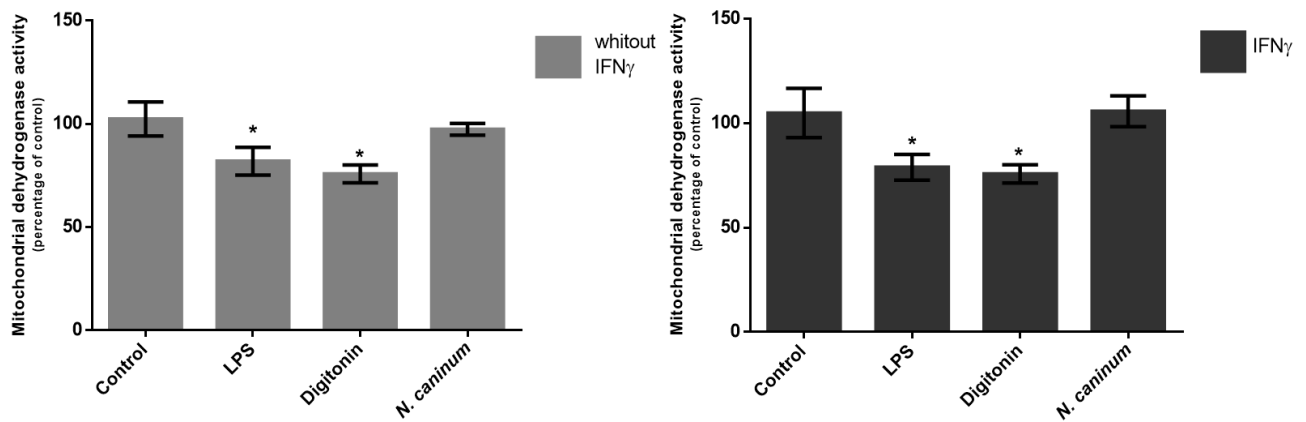 Mitochondrial dehydrogenase activity
(percentage of control)
150
100
50
0
*
*
Control
LPS
Digitonin
N. caninum
whitout
IFNγ
Mitochondrial dehydrogenase activity
(percentage of control)
150
100
50
0
*
*
Control
LPS
Digitonin
N. caninum
IFNγ